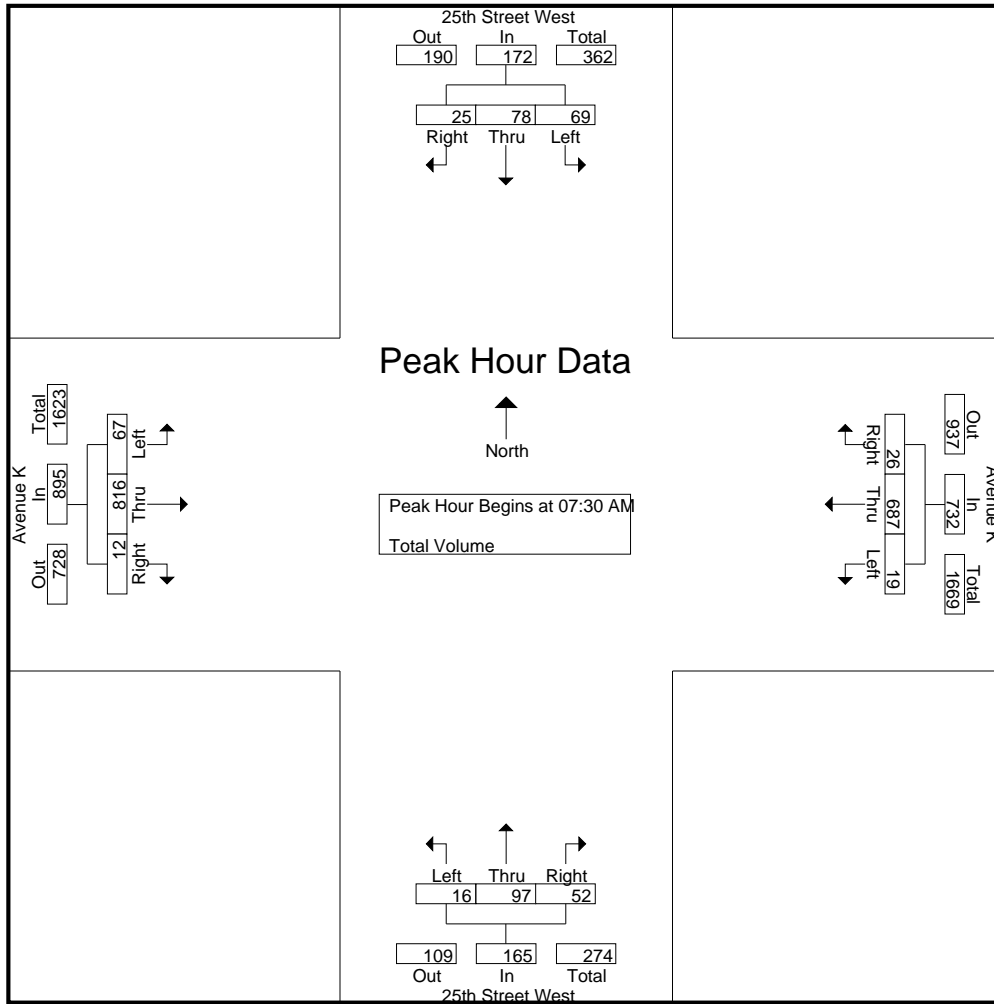 25th Street West
Out In Total
190 172 362
25 78 69
Right Thru Left
Peak Hour Data
North
Peak Hour Begins at 07:30 AM
Total Volume
Avenue K
Out In Total
728 895 1623
12 816 67
Right Thru Left
Avenue K
Out In Total
937 732 1669
26 687 19
Right Thru Left
Left Thru Right
16 97 52
109 165 274
Out In Total
25th Street West